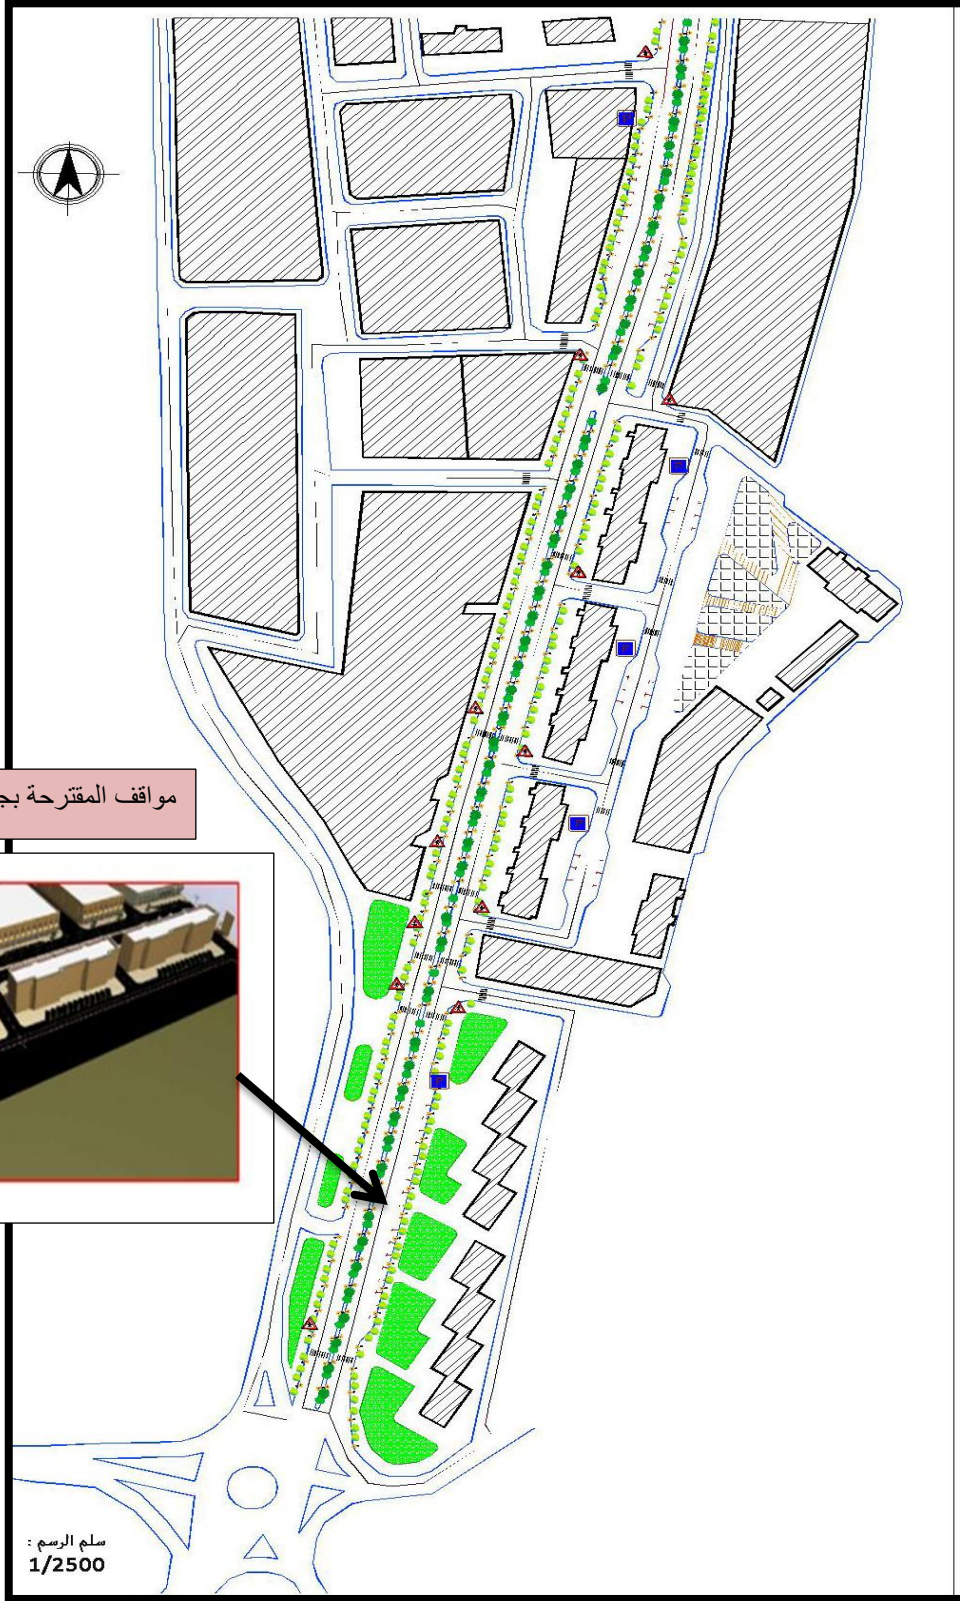 مواقف المقترحة بج
سلم الرسم :
1/2500